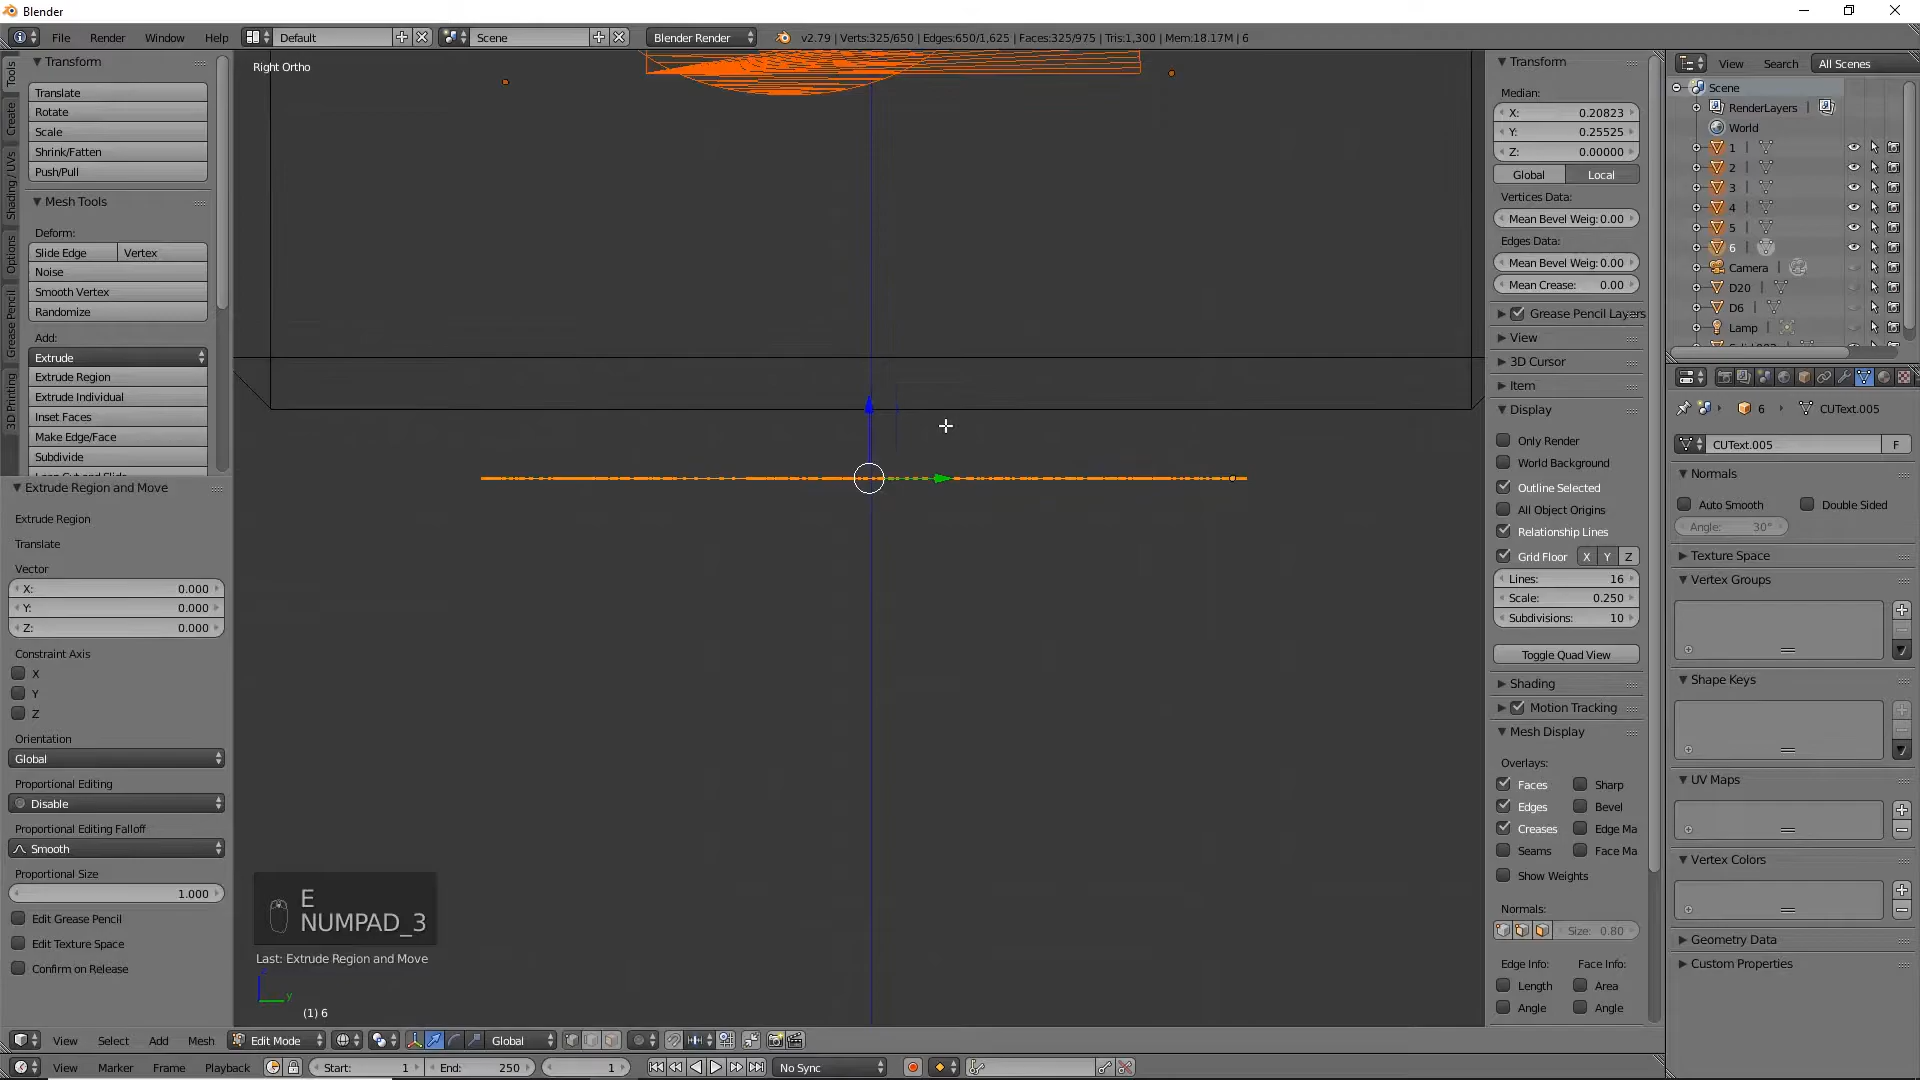 Blender
File Render Window Help Default Scene Blender Render v2.79 | Verts:325/650 | Edges:650/1,625 | Faces:325/975 | Tris:1,300 | Mem:18.17M | 6
Tools
Create
Shading / UVs
Options
Grease Pencil
3D Printing
Transform
Translate
Rotate
Scale
Shrink/Fatten
Push/Pull
Mesh Tools
Deform:
Slide Edge Vertex
Noise
Smooth Vertex
Randomize
Add:
Extrude
Extrude Region
Extrude Individual
Inset Faces
Make Edge/Face
Subdivide
Extrude Region and Move
Extrude Region
Translate
Vector
X: 0.000
Y: 0.000
Z: 0.000
Constraint Axis
X
Y
Z
Orientation
Global
Proportional Editing
Disable
Proportional Editing Falloff
Smooth
Proportional Size
1.000
Edit Grease Pencil
Edit Texture Space
Confirm on Release
Right Ortho
E
NUMPAD_3
Last: Extrude Region and Move
y
(1) 6
Transform
Median:
X: 0.20823
Y: 0.25525
Z: 0.00000
Global Local
Vertices Data:
Mean Bevel Weig: 0.00
Edges Data:
Mean Bevel Weig: 0.00
Mean Crease: 0.00
Grease Pencil Layers
View
3D Cursor
Item
Display
Only Render
World Background
Outline Selected
All Object Origins
Relationship Lines
Grid Floor X Y Z
Lines: 16
Scale: 0.250
Subdivisions: 10
Toggle Quad View
Shading
Motion Tracking
Mesh Display
Overlays:
Faces Sharp
Edges Bevel
Creases Edge Ma
Seams Face Ma
Show Weights
Normals:
Size: 0.80
Edge Info: Face Info:
Length Area
Angle Angle
View Search All Scenes
Scene
RenderLayers
World
1
2
3
4
5
6
Camera
D20
D6
Lamp
6 CUText.005
CUText.005 F
Normals
Auto Smooth Double Sided
Angle: 30°
Texture Space
Vertex Groups
Shape Keys
UV Maps
Vertex Colors
Geometry Data
Custom Properties
View Select Add Mesh Edit Mode Global
View Marker Frame Playback Start: 1 End: 250 1 No Sync